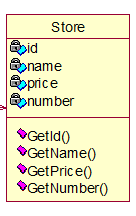 Store
id
name
price
number
GetId()
GetName()
GetPrice()
GetNumber()